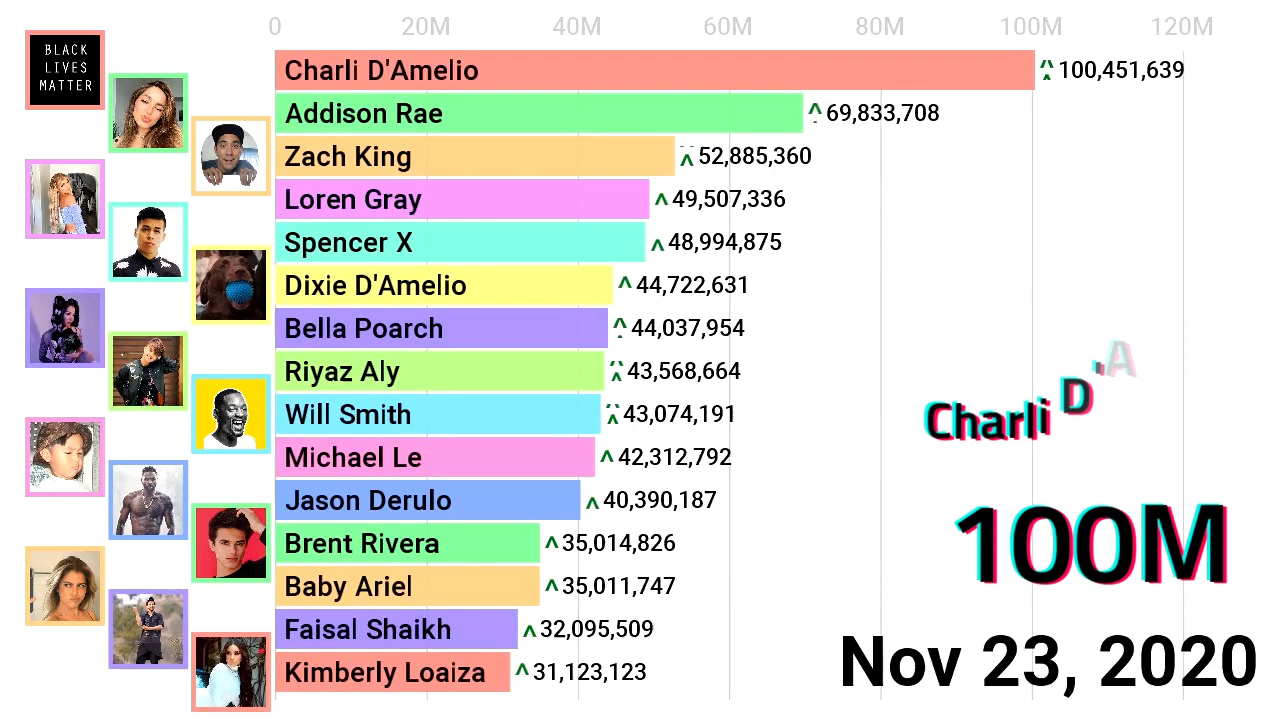 0 20M 40M 60M 80M 100M 120M
BLACK
LIVES
MATTER
Charli D'Amelio 100,451,639
Addison Rae 69,833,708
Zach King 52,885,360
Loren Gray 49,507,336
Spencer X 48,994,875
Dixie D'Amelio 44,722,631
Bella Poarch 44,037,954
Riyaz Aly 43,568,664
Will Smith 43,074,191
Michael Le 42,312,792
Jason Derulo 40,390,187
Brent Rivera 35,014,826
Baby Ariel 35,011,747
Faisal Shaikh 32,095,509
Kimberly Loaiza 31,123,123
Charli D'A
100M
Nov 23, 2020